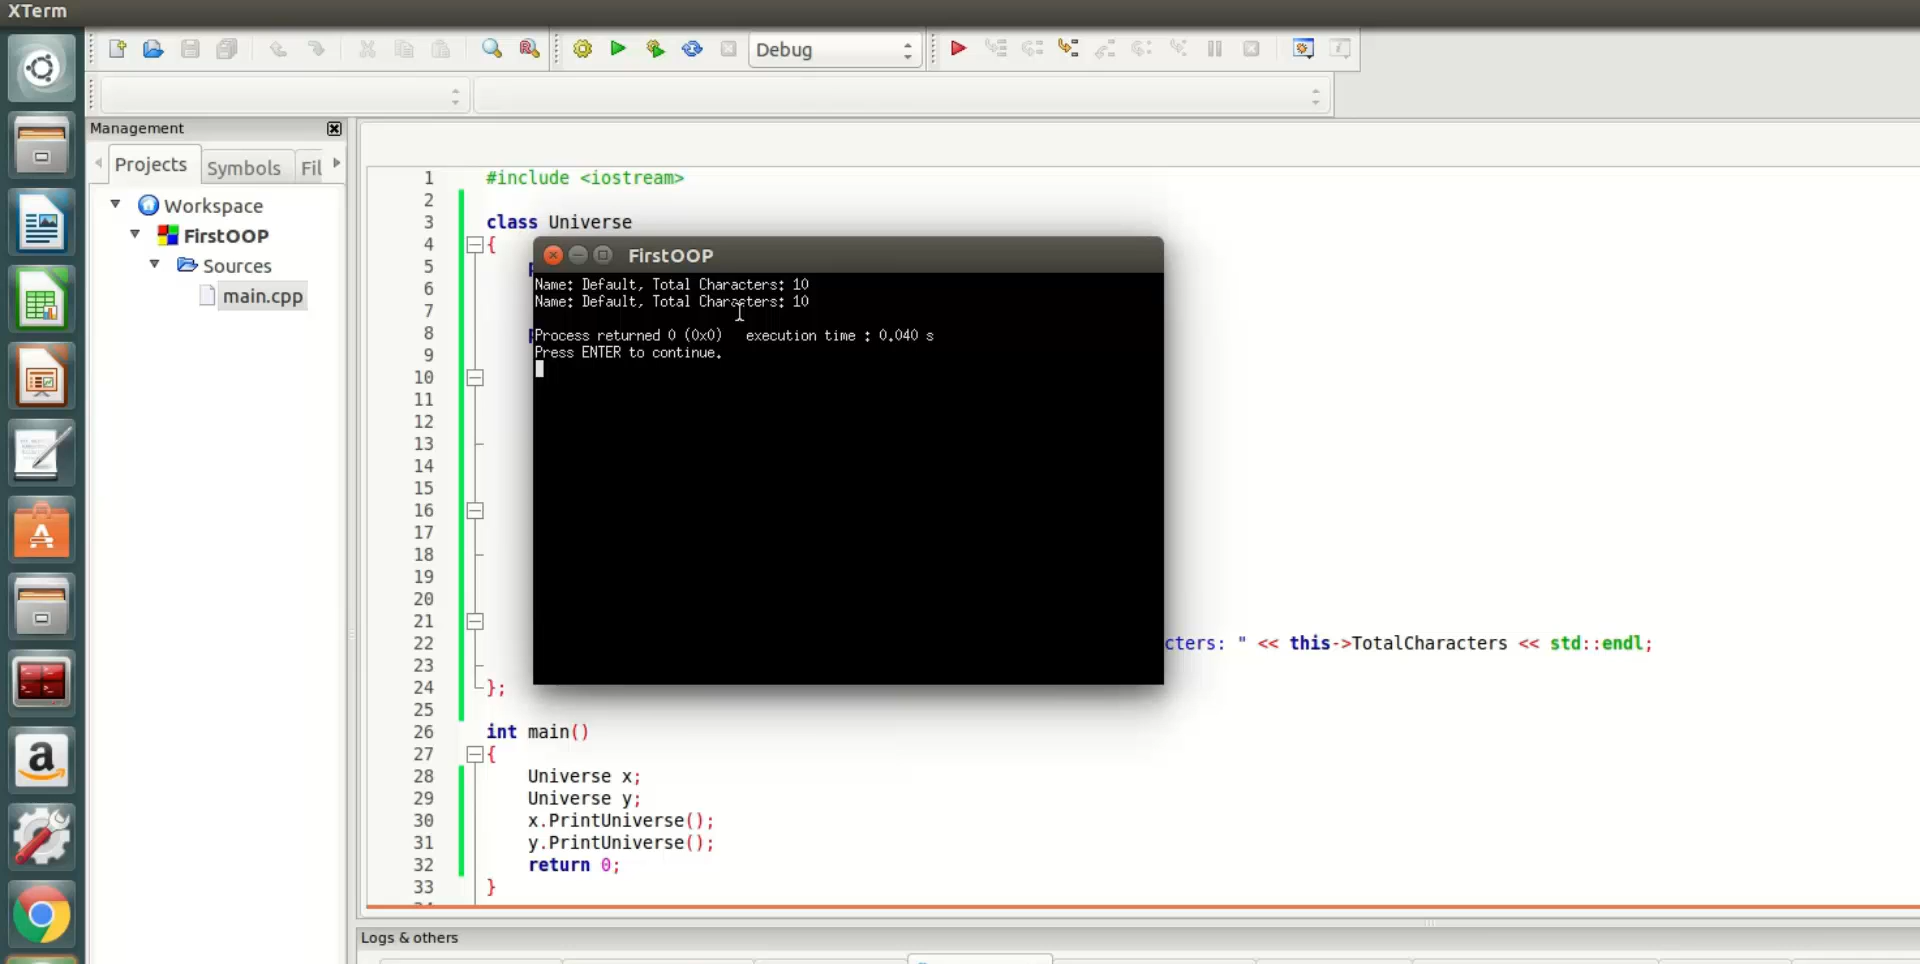 XTerm
Debug
Management
Projects Symbols Fil
Workspace
FirstOOP
Sources
main.cpp
1 #include <iostream>
2
3 class Universe
4 {
5
6
7
8
9
10
11
12
13
14
15
16
17
18
19
20
21
22 cters: " << this->TotalCharacters << std::endl;
23
24 };
25
26 int main()
27 {
28 Universe x;
29 Universe y;
30 x.PrintUniverse();
31 y.PrintUniverse();
32 return 0;
33 }
FirstOOP
Name: Default, Total Characters: 10
Name: Default, Total Characters: 10
Process returned 0 (0x0) execution time : 0.040 s
Press ENTER to continue.
Logs & others